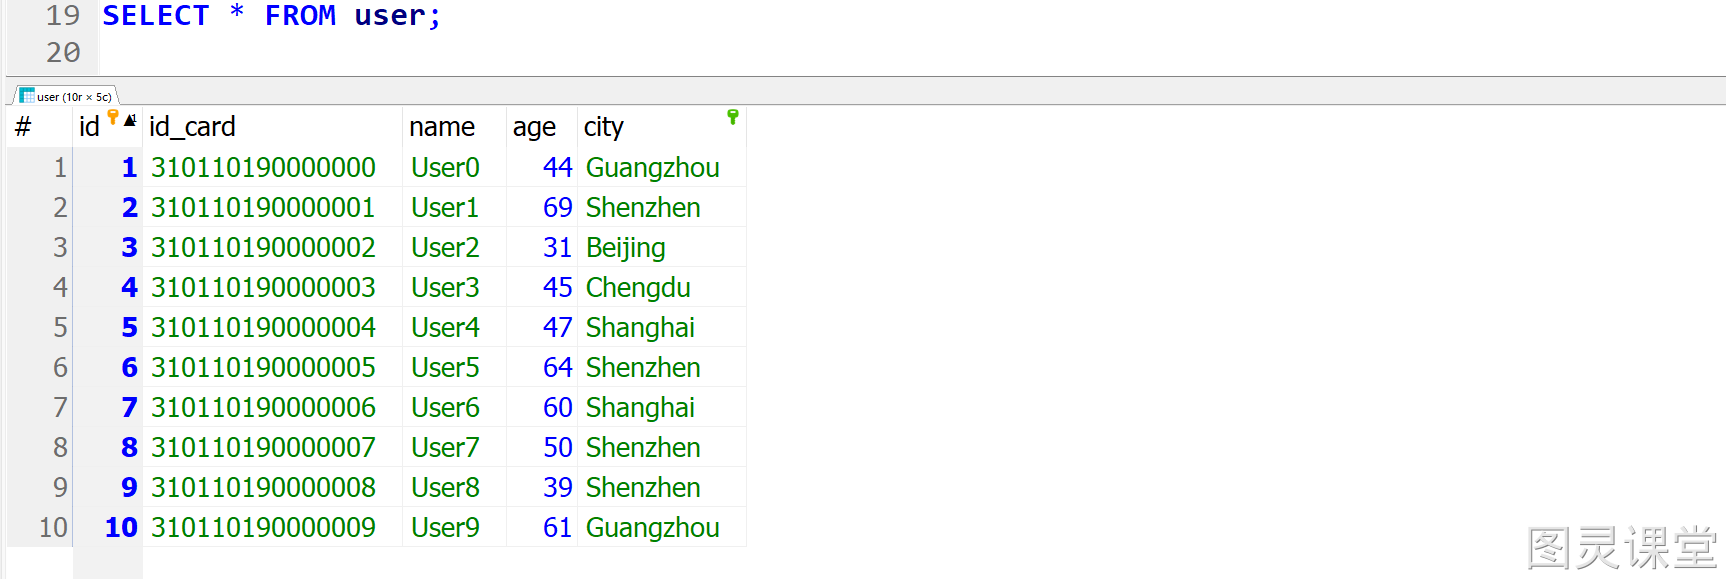 19 SELECT * FROM user;
20
user (10r × 5c)
# id 1 id_card name age city
1 1 310110190000000 User0 44 Guangzhou
2 2 310110190000001 User1 69 Shenzhen
3 3 310110190000002 User2 31 Beijing
4 4 310110190000003 User3 45 Chengdu
5 5 310110190000004 User4 47 Shanghai
6 6 310110190000005 User5 64 Shenzhen
7 7 310110190000006 User6 60 Shanghai
8 8 310110190000007 User7 50 Shenzhen
9 9 310110190000008 User8 39 Shenzhen
10 10 310110190000009 User9 61 Guangzhou
图灵课堂